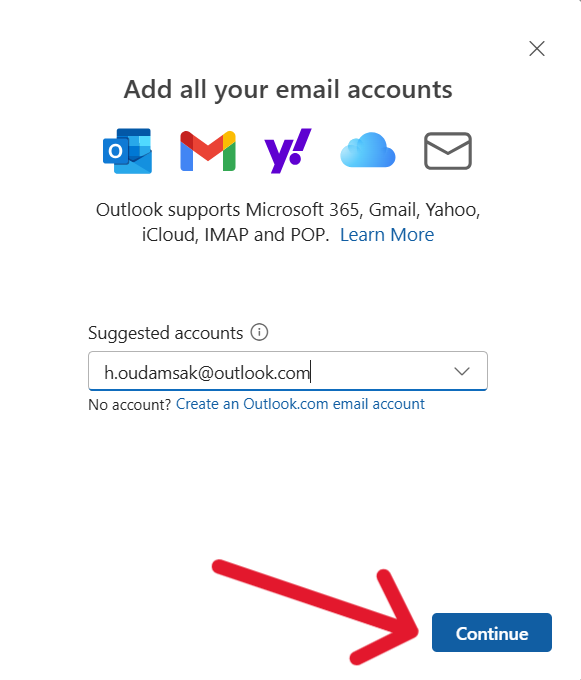 Add all your email accounts
O
y!
Outlook supports Microsoft 365, Gmail, Yahoo,
iCloud, IMAP and POP. Learn More
Suggested accounts
h.oudamsak@outlook.com
No account? Create an Outlook.com email account
Continue